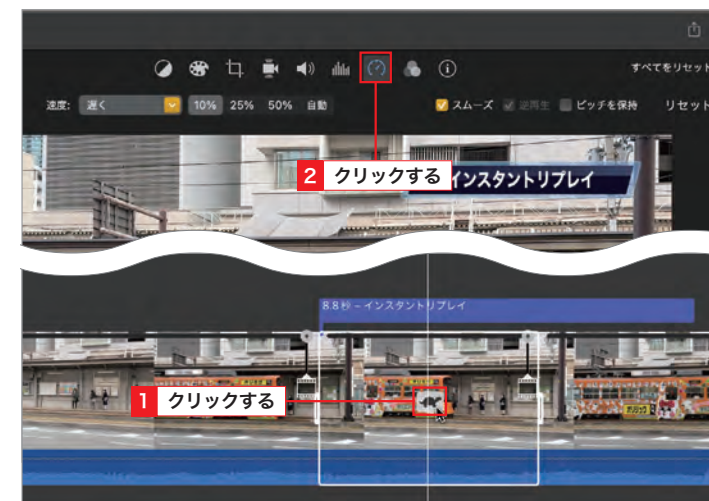 すべてをリセット
速度: 遅く 10% 25% 50% 自動 スムーズ 逆再生 ピッチを保持 リセット
2 クリックする
インスタントリプレイ
8.8秒 – インスタントリプレイ
1 クリックする